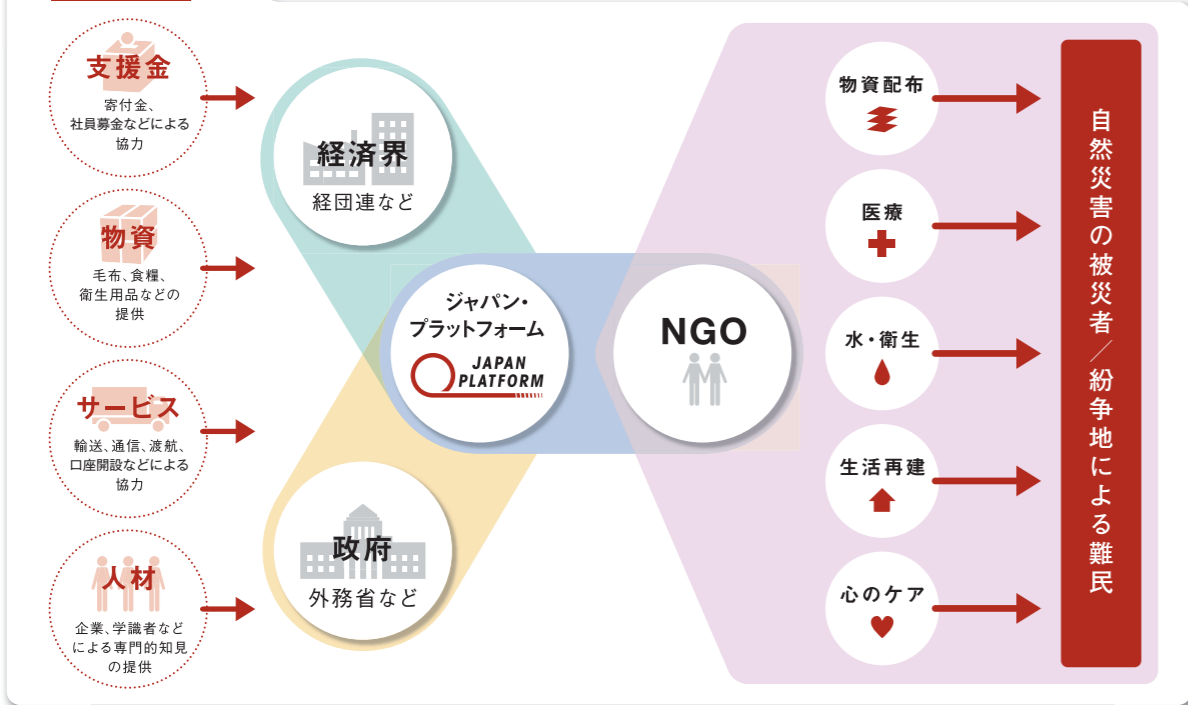 支援金
寄付金、
社員募金などによる
協力
物資
毛布、食糧、
衛生用品などの
提供
サービス
輸送、通信、渡航、
口座開設などによる
協力
人材
企業、学識者など
による専門的知見
の提供
経済界
経団連など
政府
外務省など
ジャパン・
プラットフォーム
JAPAN
PLATFORM
NGO
物資配布
医療
水・衛生
生活再建
心のケア
自然災害の被災者／紛争地による難民